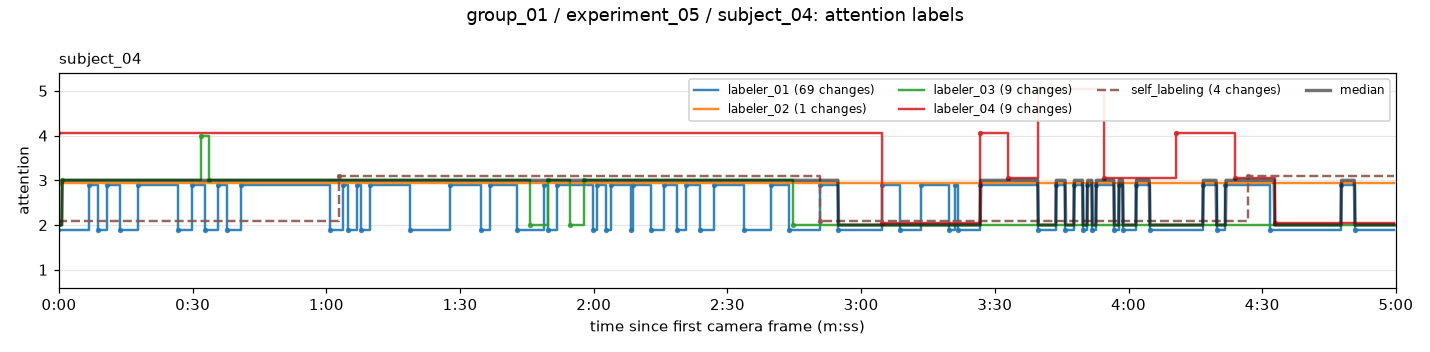 group_01 / experiment_05 / subject_04: attention labels
subject_04
labeler_01 (69 changes)
labeler_02 (1 changes)
labeler_03 (9 changes)
labeler_04 (9 changes)
self_labeling (4 changes)
median
attention
5
4
3
2
1
0:00 0:30 1:00 1:30 2:00 2:30 3:00 3:30 4:00 4:30 5:00
time since first camera frame (m:ss)